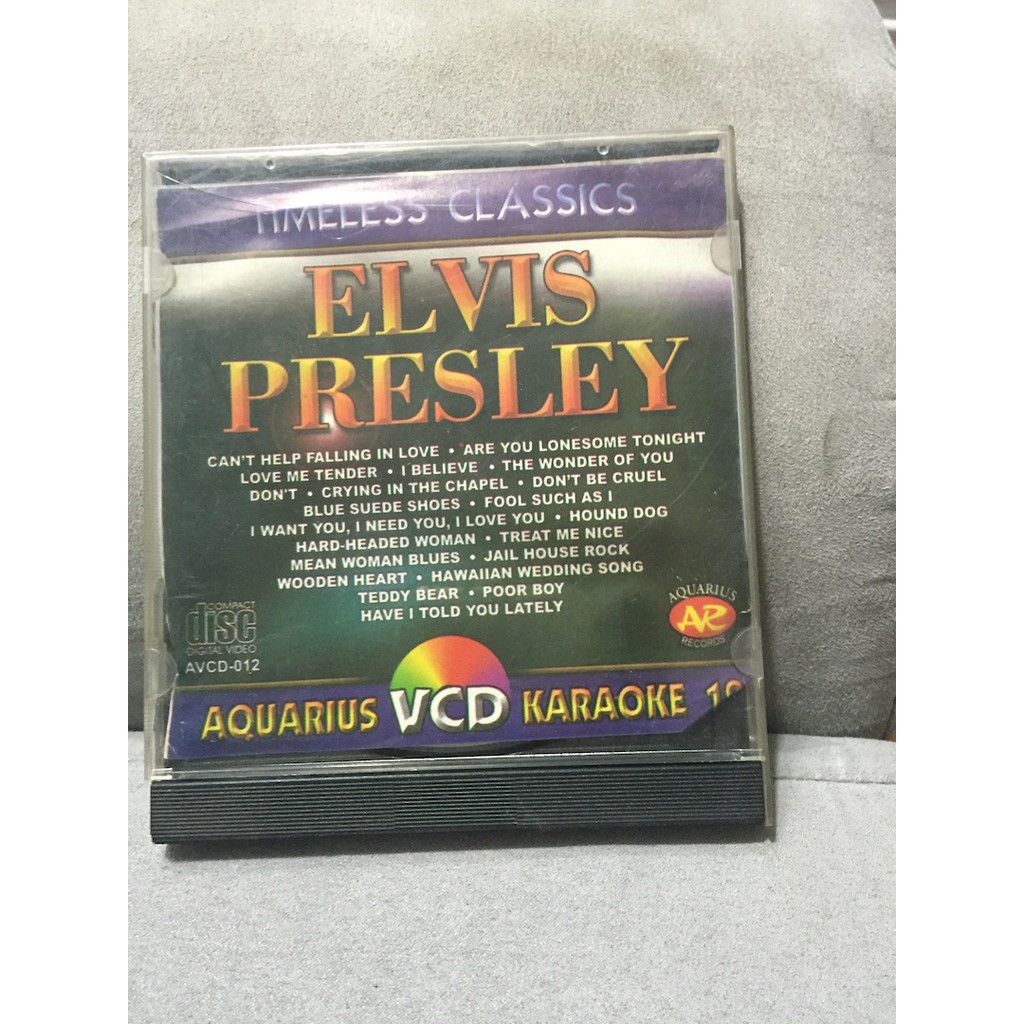 TIMELESS CLASSICS
ELVIS
PRESLEY
CAN'T HELP FALLING IN LOVE • ARE YOU LONESOME TONIGHT
LOVE ME TENDER • I BELIEVE • THE WONDER OF YOU
DON'T • CRYING IN THE CHAPEL • DON'T BE CRUEL
BLUE SUEDE SHOES • FOOL SUCH AS I
I WANT YOU, I NEED YOU, I LOVE YOU • HOUND DOG
HARD-HEADED WOMAN • TREAT ME NICE
MEAN WOMAN BLUES • JAIL HOUSE ROCK
WOODEN HEART • HAWAIIAN WEDDING SONG
TEDDY BEAR • POOR BOY
HAVE I TOLD YOU LATELY
COMPACT
disc
DIGITAL VIDEO
AVCD-012
AQUARIUS
AR
RECORDS
AQUARIUS VCD KARAOKE